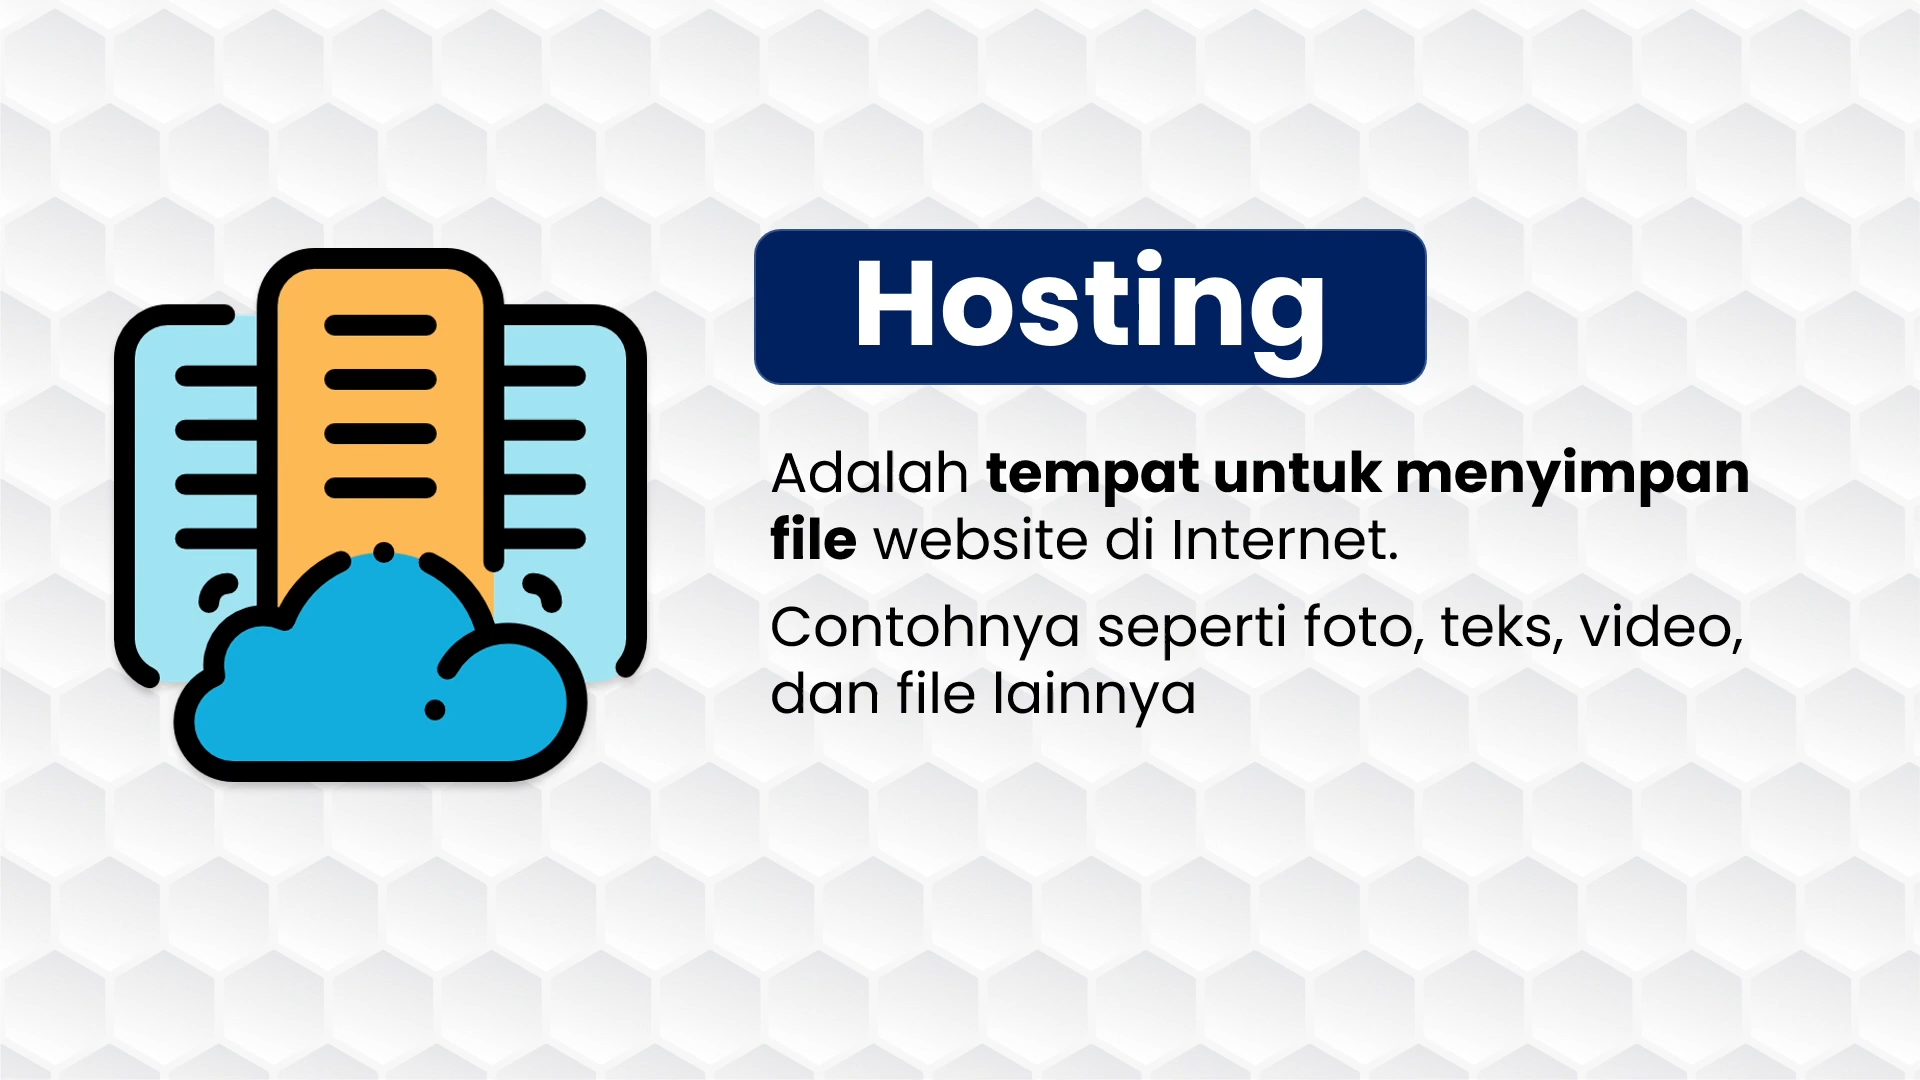 Hosting
Adalah tempat untuk menyimpan
file website di Internet.
Contohnya seperti foto, teks, video,
dan file lainnya